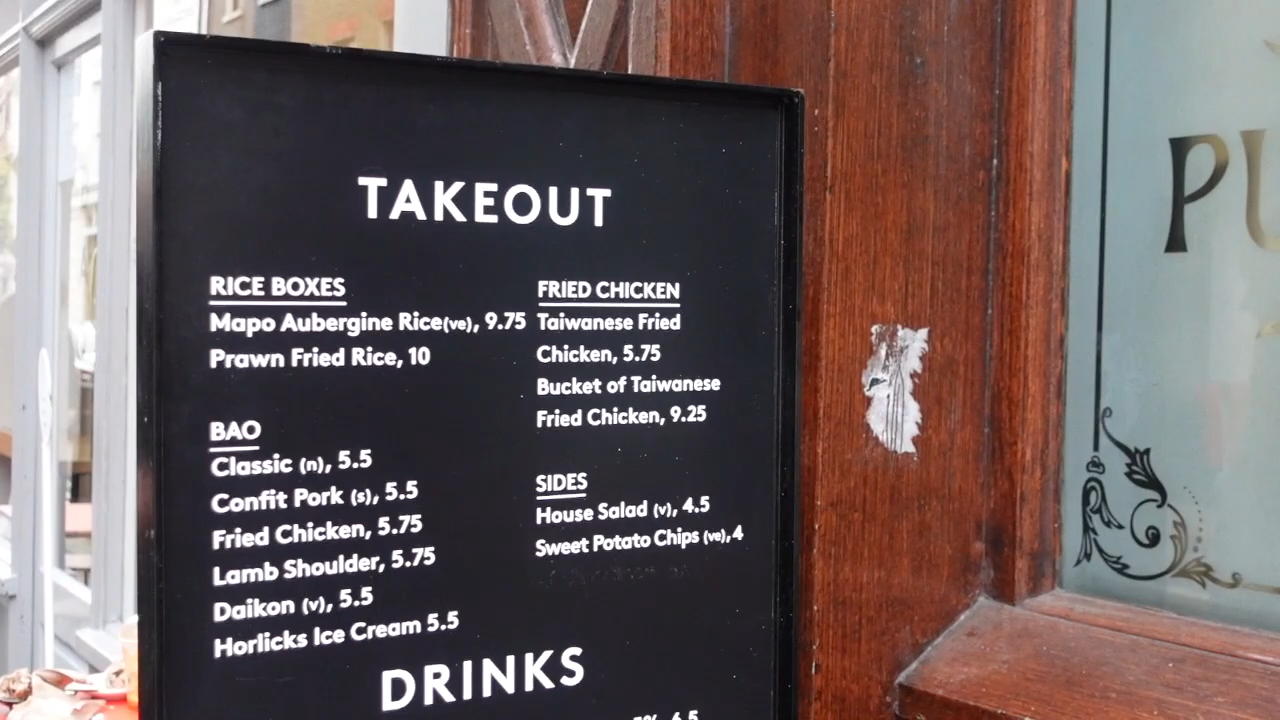 TAKEOUT
RICE BOXES
Mapo Aubergine Rice(ve), 9.75
Prawn Fried Rice, 10
BAO
Classic (n), 5.5
Confit Pork (s), 5.5
Fried Chicken, 5.75
Lamb Shoulder, 5.75
Daikon (v), 5.5
Horlicks Ice Cream 5.5
FRIED CHICKEN
Taiwanese Fried
Chicken, 5.75
Bucket of Taiwanese
Fried Chicken, 9.25
SIDES
House Salad (v), 4.5
Sweet Potato Chips (ve),4
DRINKS
6.5
PU